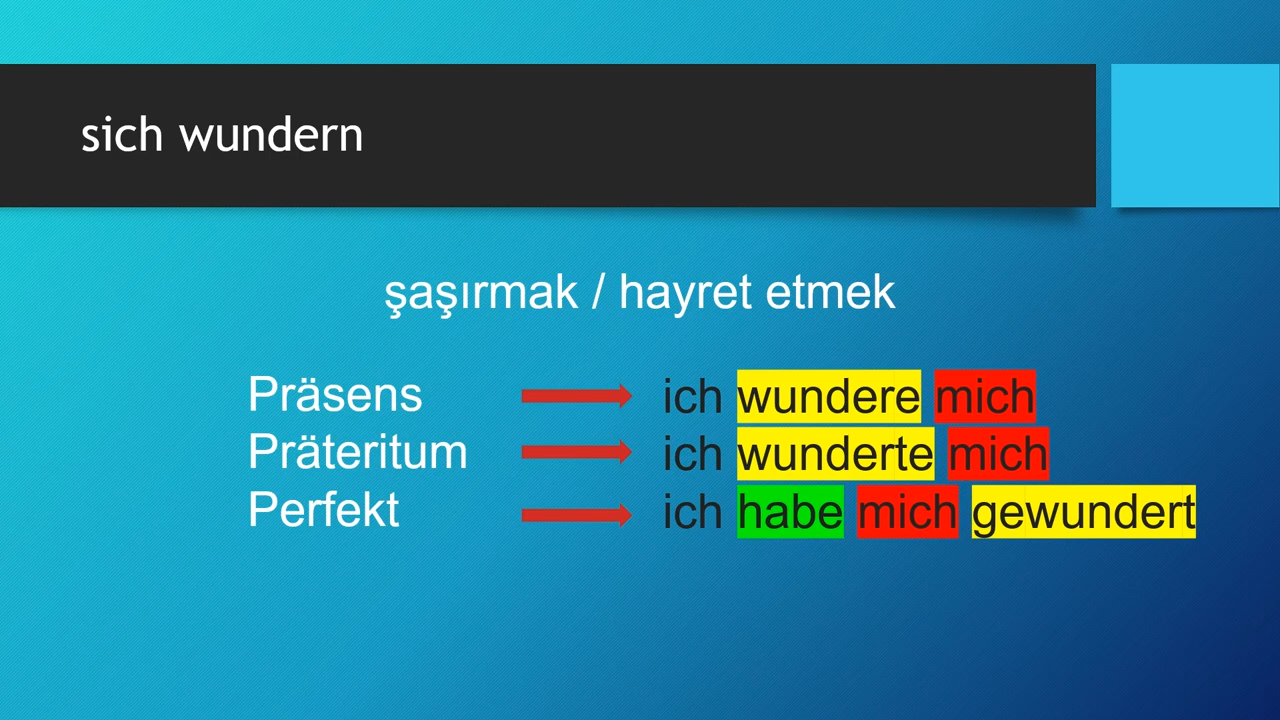 sich wundern
şaşırmak / hayret etmek
Präsens ich wundere mich
Präteritum ich wunderte mich
Perfekt ich habe mich gewundert